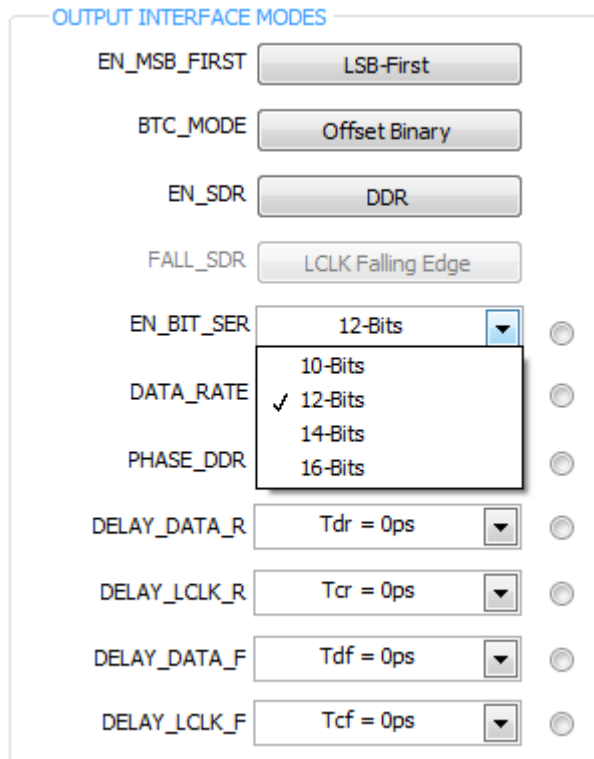 OUTPUT INTERFACE MODES
EN_MSB_FIRST LSB-First
BTC_MODE Offset Binary
EN_SDR DDR
FALL_SDR LCLK Falling Edge
EN_BIT_SER 12-Bits
10-Bits
DATA_RATE ✓ 12-Bits
14-Bits
PHASE_DDR 16-Bits
DELAY_DATA_R Tdr = 0ps
DELAY_LCLK_R Tcr = 0ps
DELAY_DATA_F Tdf = 0ps
DELAY_LCLK_F Tcf = 0ps